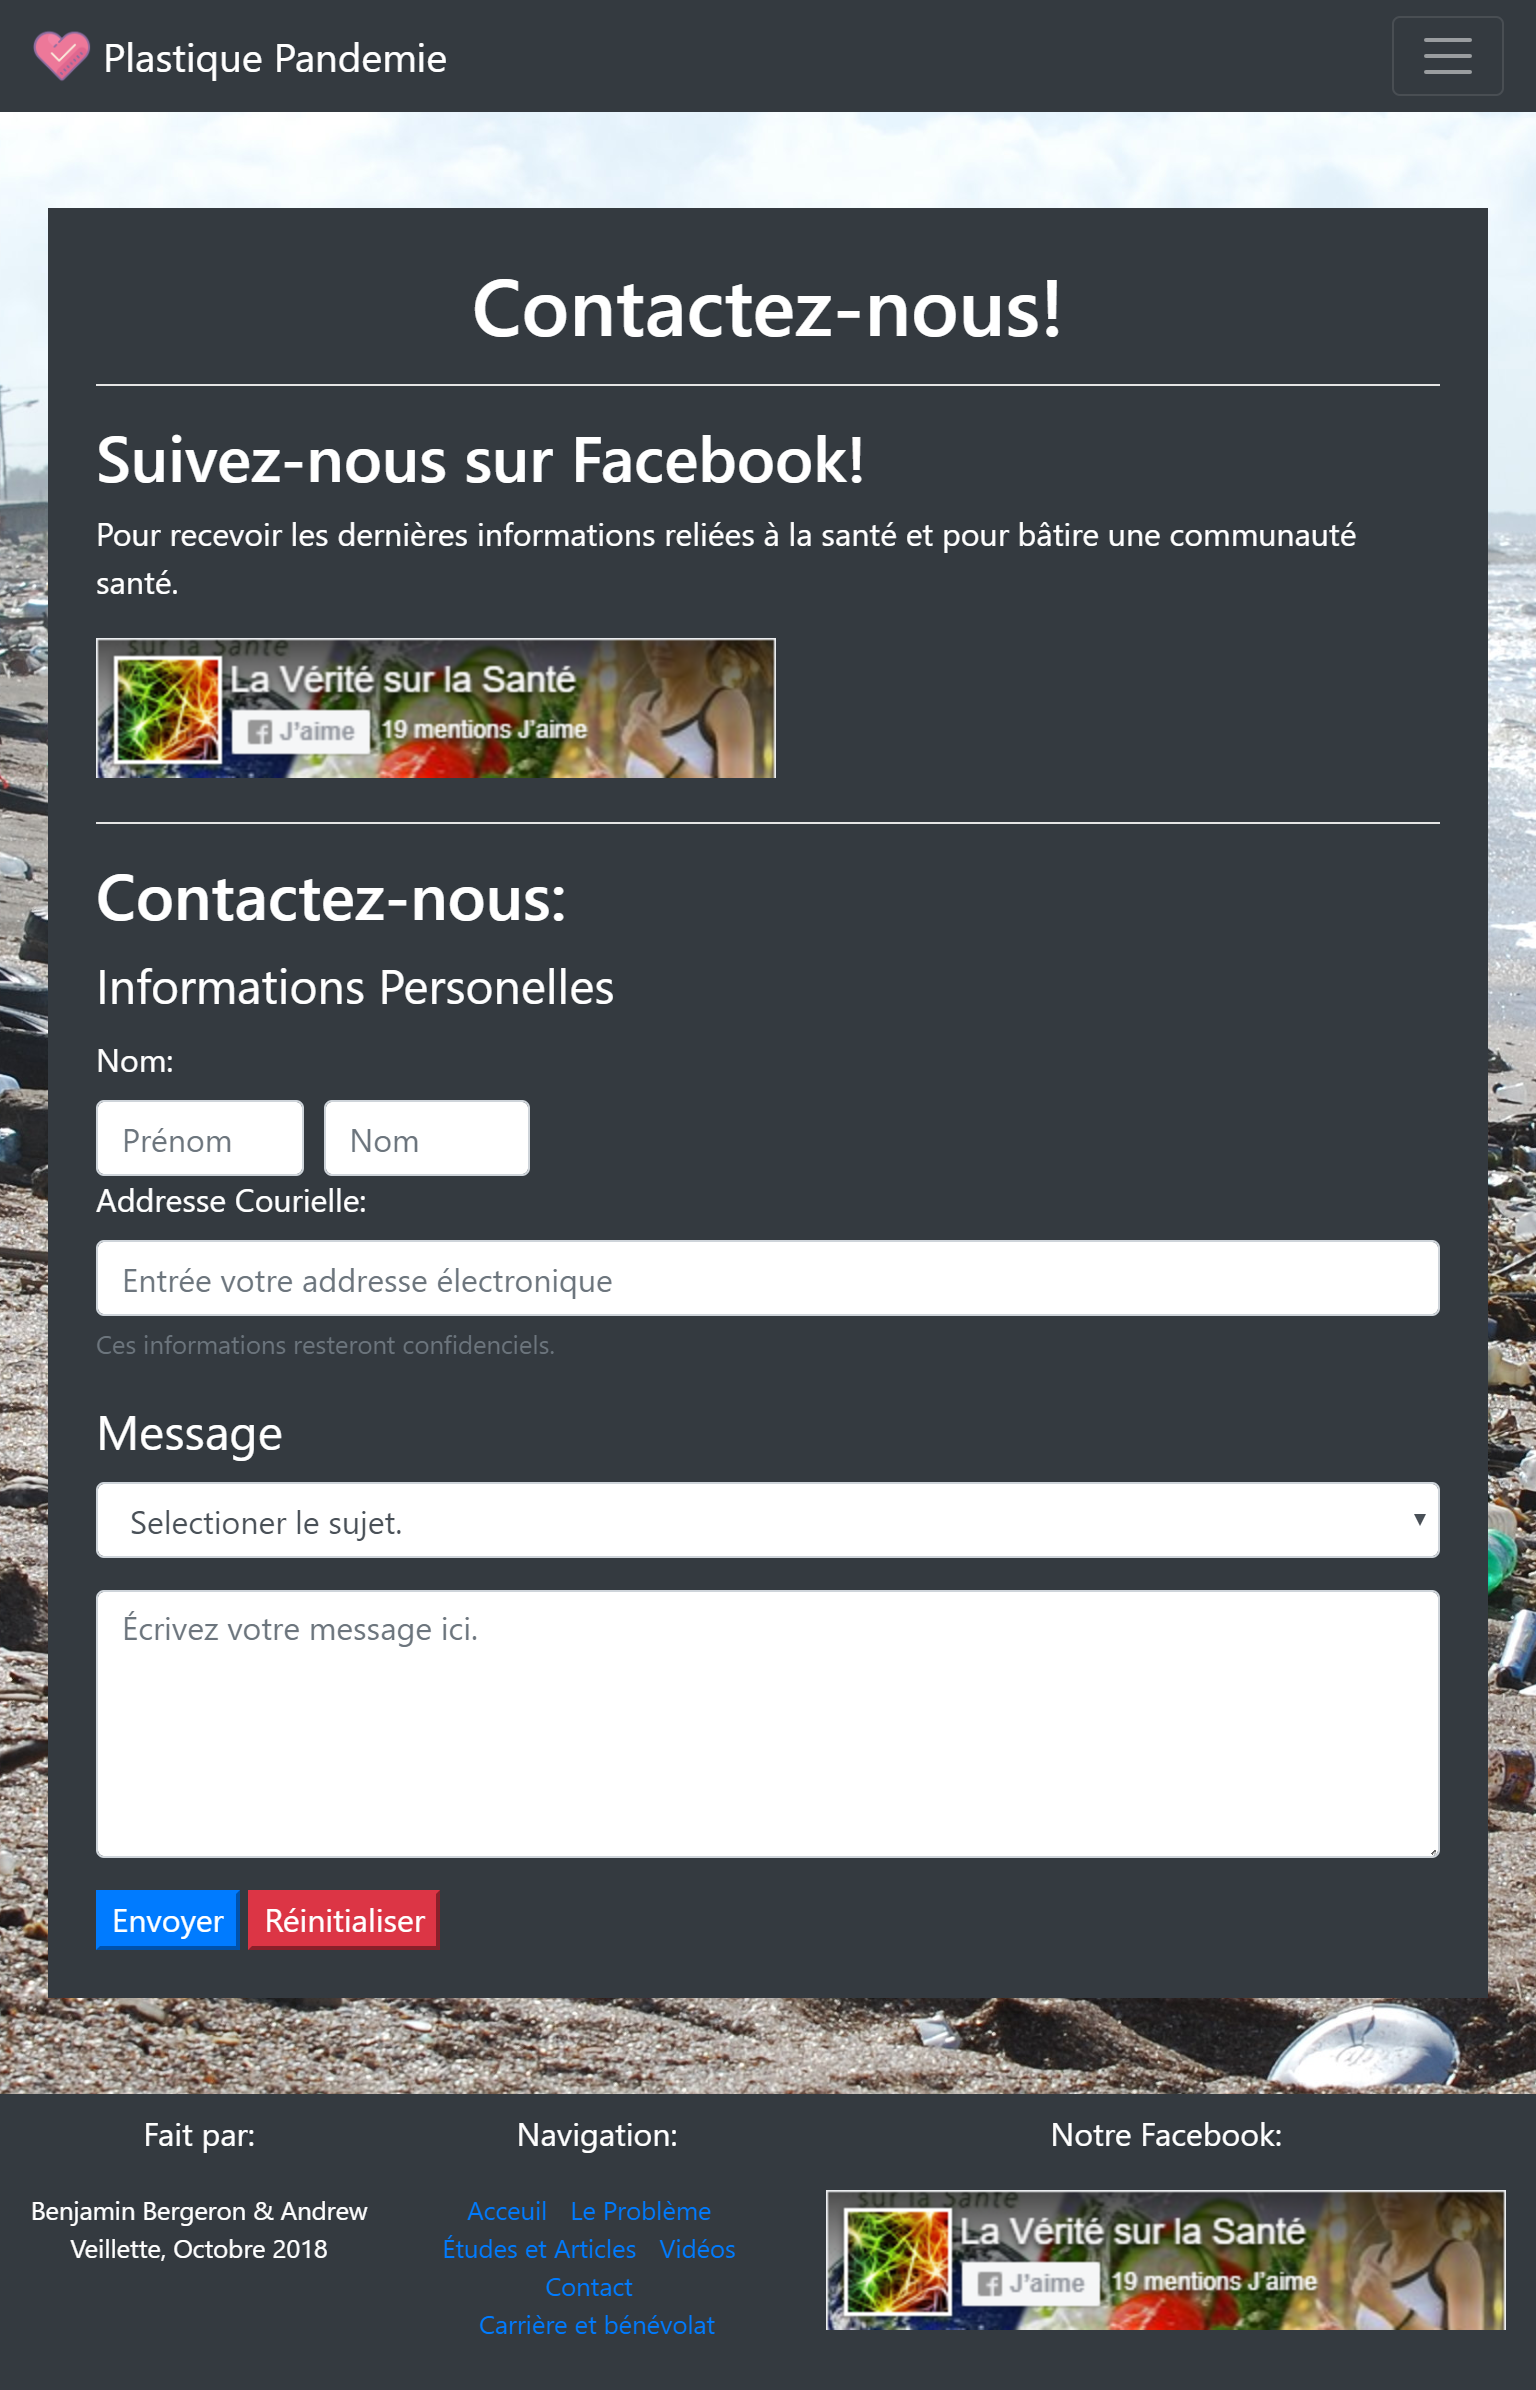 Plastique Pandemie
Contactez-nous!
Suivez-nous sur Facebook!
Pour recevoir les dernières informations reliées à la santé et pour bâtire une communauté
santé.
sur la Santé
La Vérité sur la Santé
J'aime 19 mentions J'aime
Contactez-nous:
Informations Personelles
Nom:
Prénom Nom
Addresse Courielle:
Entrée votre addresse électronique
Ces informations resteront confidenciels.
Message
Selectioner le sujet.
Écrivez votre message ici.
Envoyer Réinitialiser
Fait par:
Benjamin Bergeron & Andrew
Veillette, Octobre 2018
Navigation:
Acceuil Le Problème
Études et Articles Vidéos
Contact
Carrière et bénévolat
Notre Facebook:
sur la Santé
La Vérité sur la Santé
J'aime 19 mentions J'aime